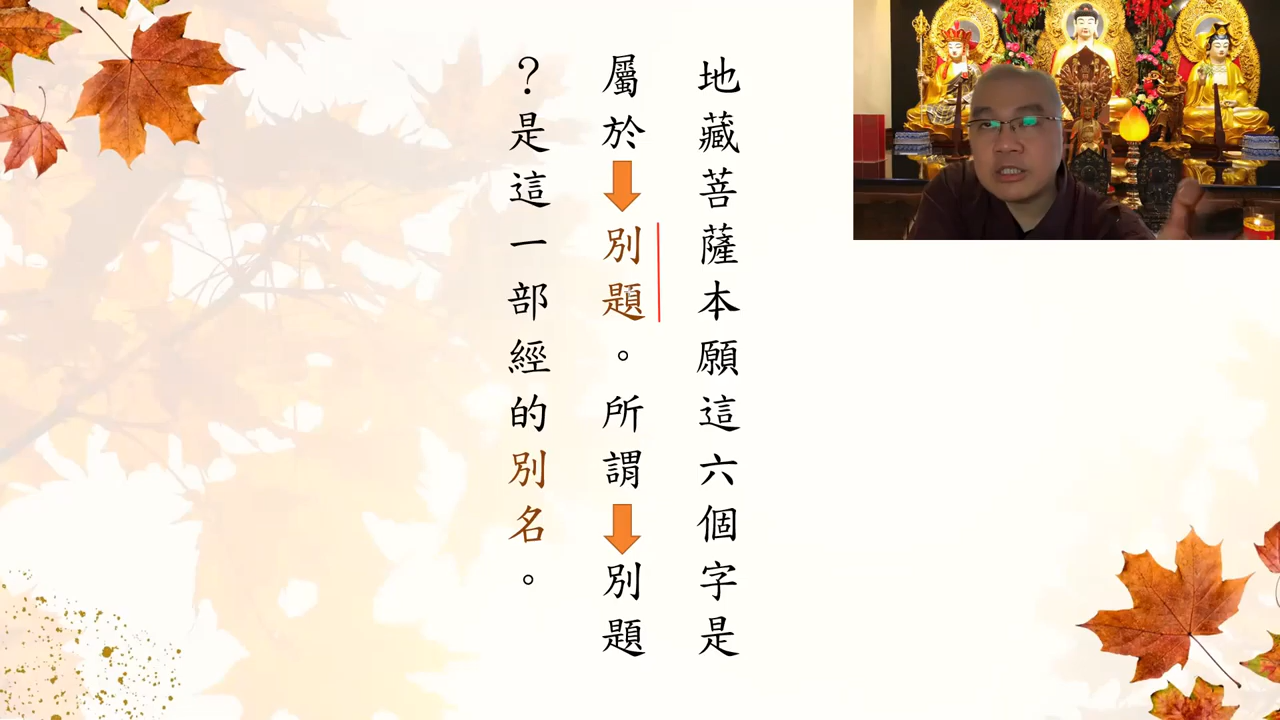 地藏菩薩本願這六個字是
屬於別題。所謂別題
？是這一部經的別名。